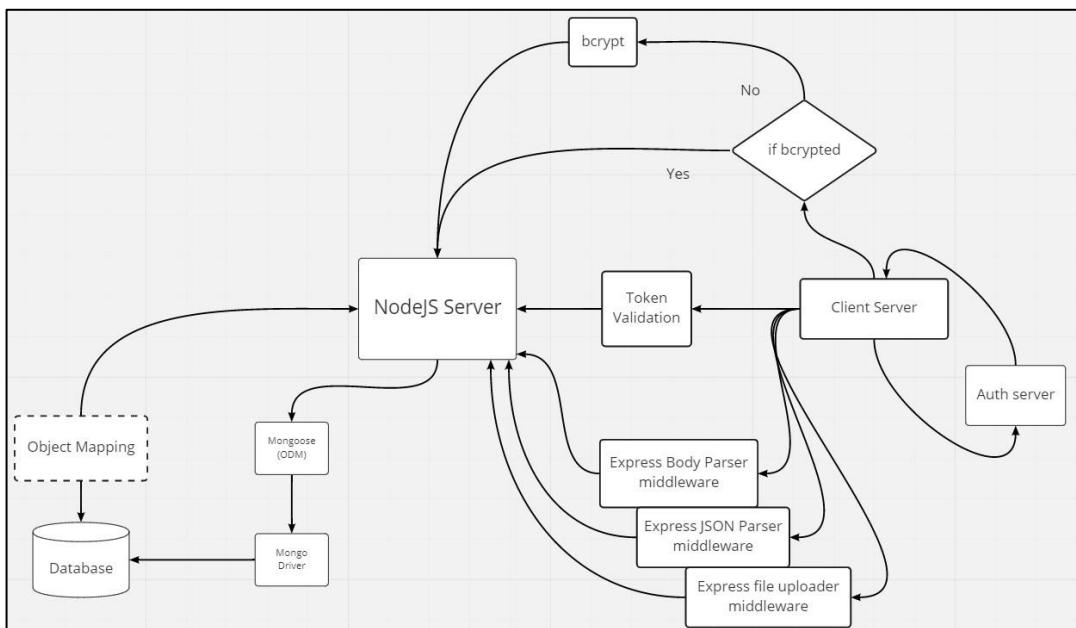 bcrypt
No
if bcrypted
Yes
NodeJS Server
Token
Validation
Client Server
Auth server
Object Mapping
Mongoose
(ODM)
Express Body Parser
middleware
Express JSON Parser
middleware
Database
Mongo
Driver
Express file uploader
middleware